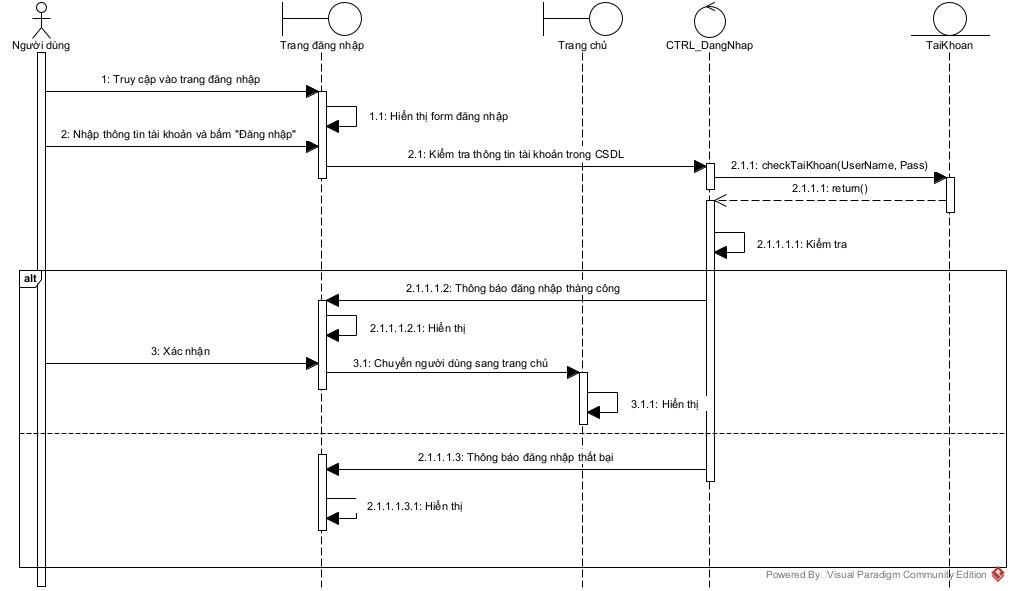 Người dùng
Trang đăng nhập
Trang chủ
CTRL_DangNhap
TaiKhoan
1: Truy cập vào trang đăng nhập
1.1: Hiển thị form đăng nhập
2: Nhập thông tin tài khoản và bấm "Đăng nhập"
2.1: Kiểm tra thông tin tài khoản trong CSDL
2.1.1: checkTaiKhoan(UserName, Pass)
2.1.1.1: return()
2.1.1.1.1: Kiểm tra
alt
2.1.1.1.2: Thông báo đăng nhập thàng công
2.1.1.1.2.1: Hiển thị
3: Xác nhận
3.1: Chuyển người dùng sang trang chủ
3.1.1: Hiển thị
2.1.1.1.3: Thông báo đăng nhập thất bại
2.1.1.1.3.1: Hiển thị
Powered By Visual Paradigm Community Edition